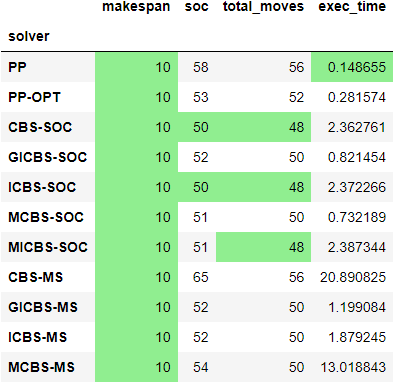 makespan soc total_moves exec_time
solver
PP 10 58 56 0.148655
PP-OPT 10 53 52 0.281574
CBS-SOC 10 50 48 2.362761
GICBS-SOC 10 52 50 0.821454
ICBS-SOC 10 50 48 2.372266
MCBS-SOC 10 51 50 0.732189
MICBS-SOC 10 51 48 2.387344
CBS-MS 10 65 56 20.890825
GICBS-MS 10 52 50 1.199084
ICBS-MS 10 52 50 1.879245
MCBS-MS 10 54 50 13.018843